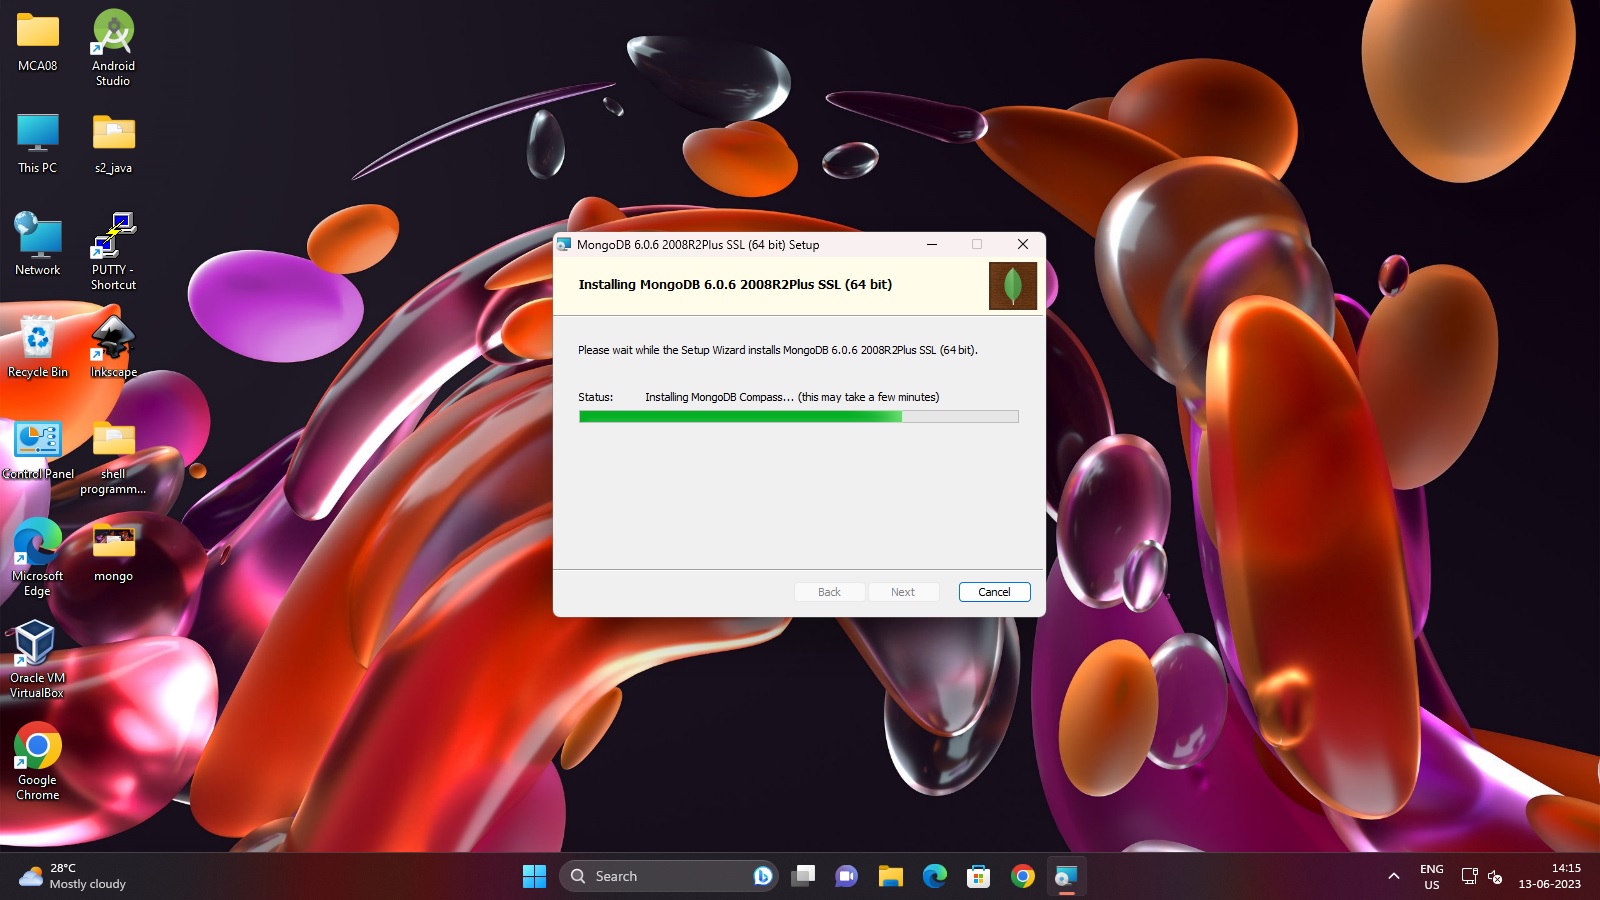 MCA08
Android
Studio
This PC
s2_java
Network
PUTTY -
Shortcut
Recycle Bin
Inkscape
Control Panel
shell
programm...
Microsoft
Edge
mongo
Oracle VM
VirtualBox
Google
Chrome
MongoDB 6.0.6 2008R2Plus SSL (64 bit) Setup
Installing MongoDB 6.0.6 2008R2Plus SSL (64 bit)
Please wait while the Setup Wizard installs MongoDB 6.0.6 2008R2Plus SSL (64 bit).
Status: Installing MongoDB Compass... (this may take a few minutes)
Back Next Cancel
28°C
Mostly cloudy
Search
ENG
US
14:15
13-06-2023